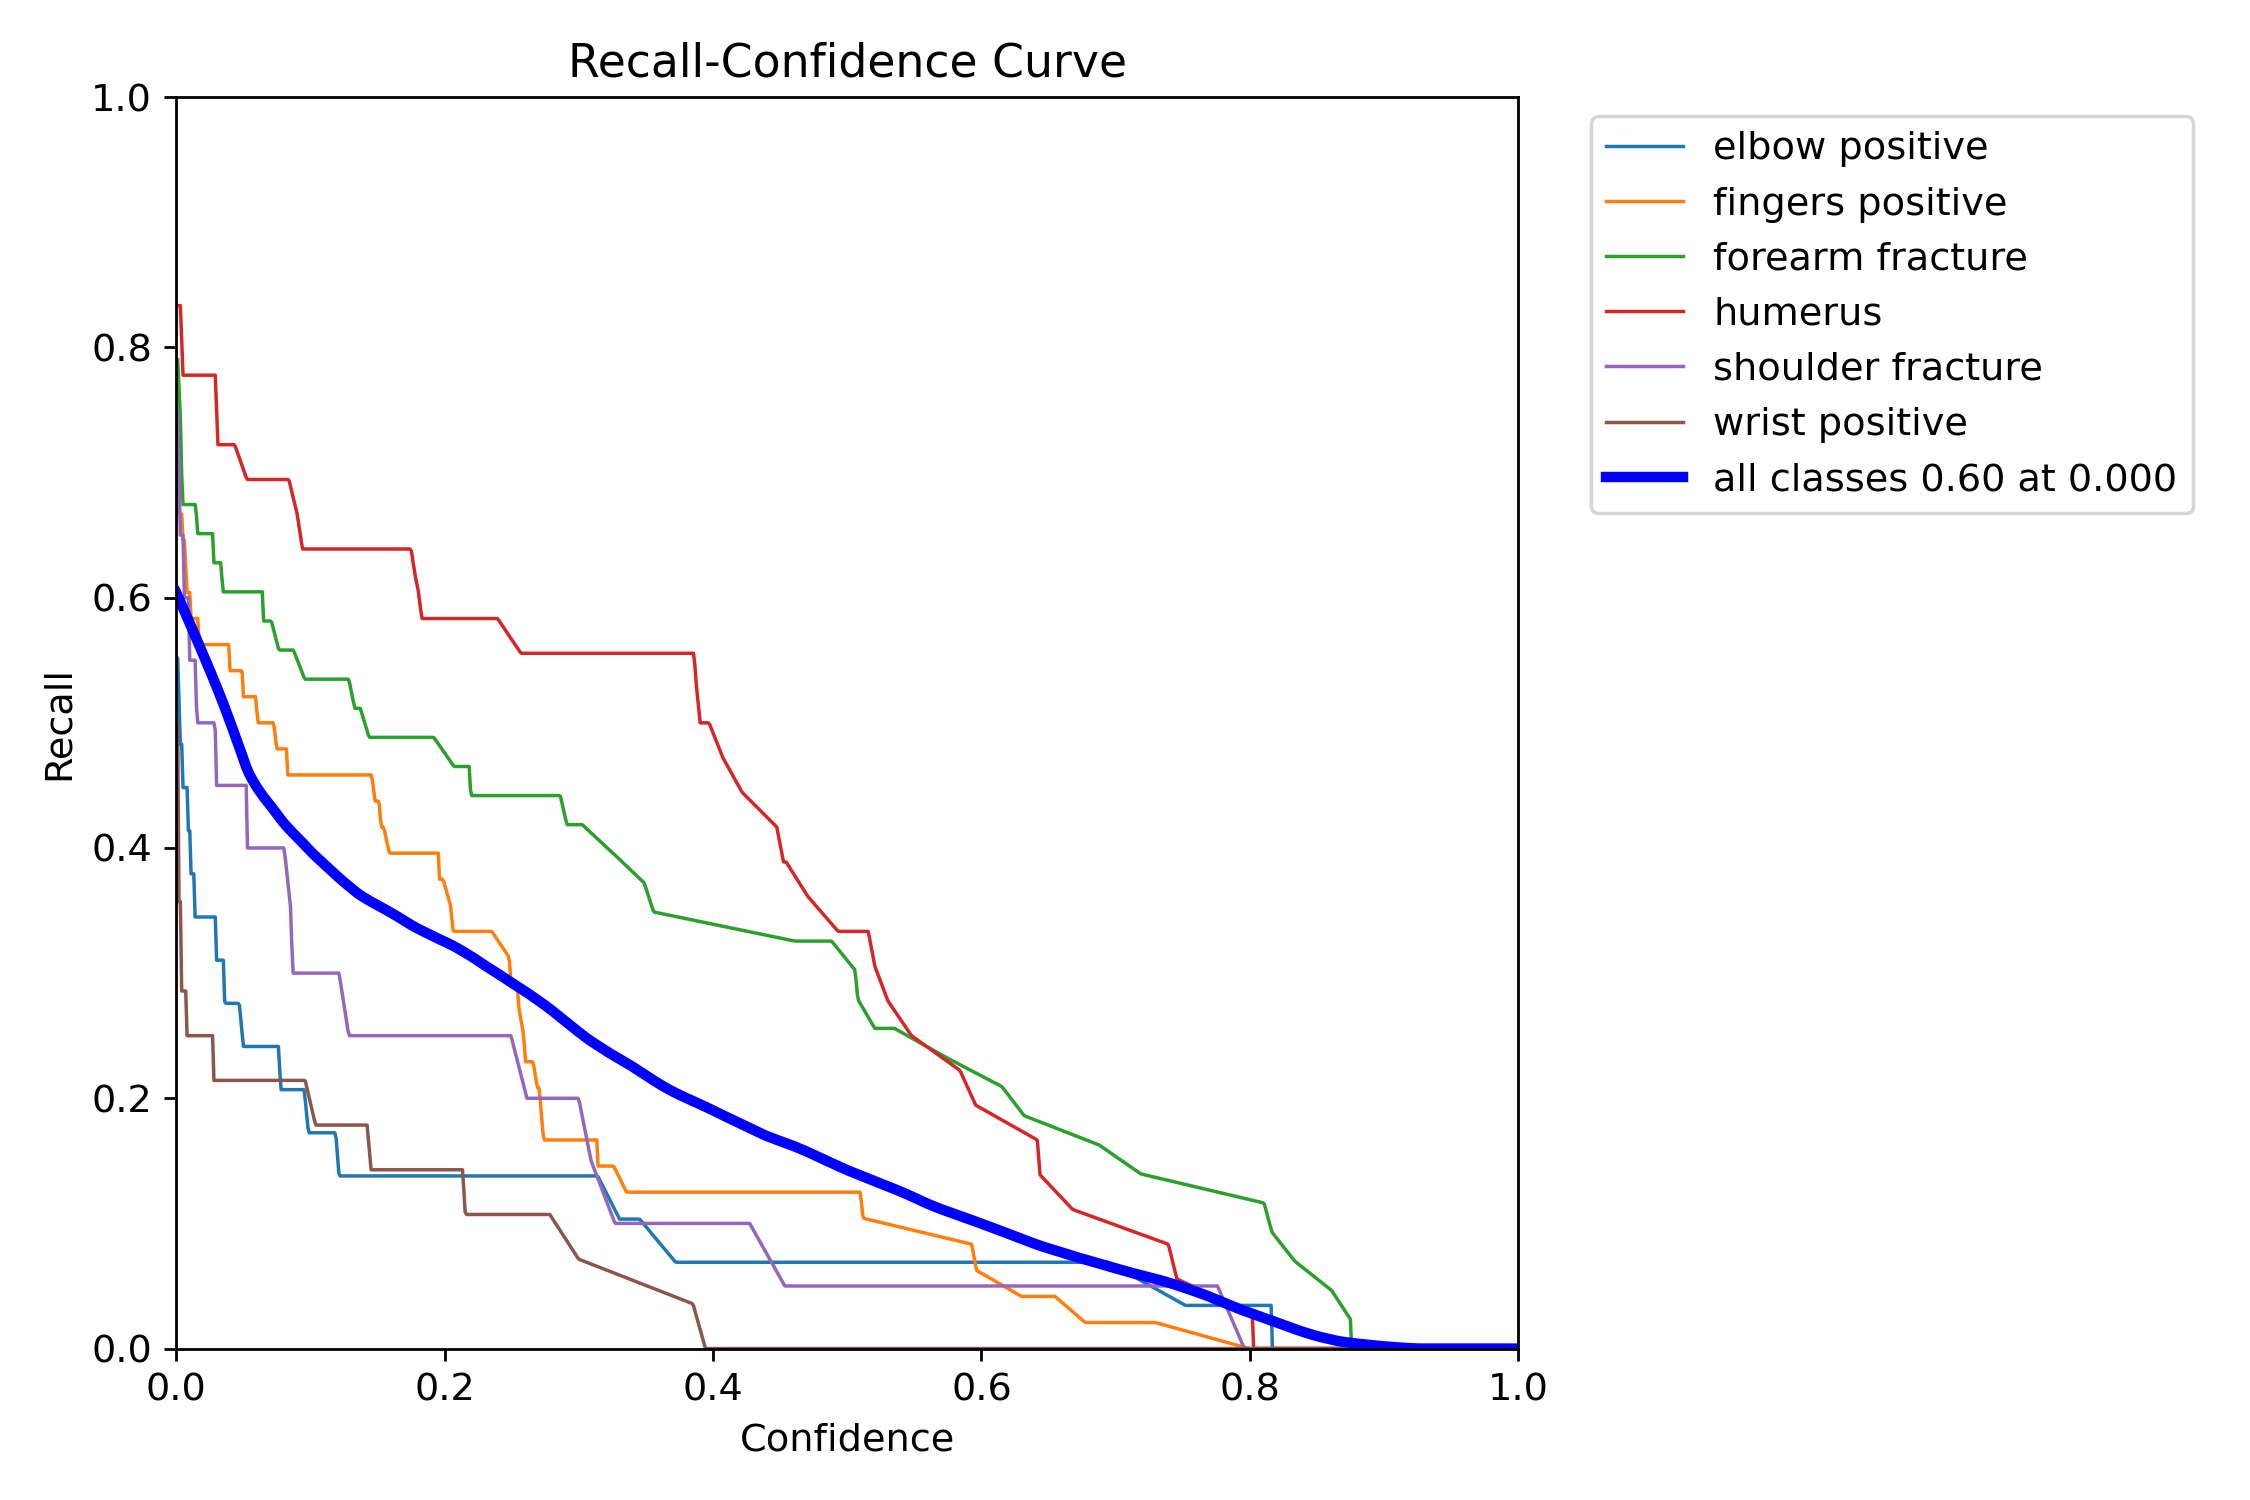 Recall-Confidence Curve
1.0
0.8
0.6
0.4
0.2
0.0
Recall
0.0 0.2 0.4 0.6 0.8 1.0
Confidence
elbow positive
fingers positive
forearm fracture
humerus
shoulder fracture
wrist positive
all classes 0.60 at 0.000